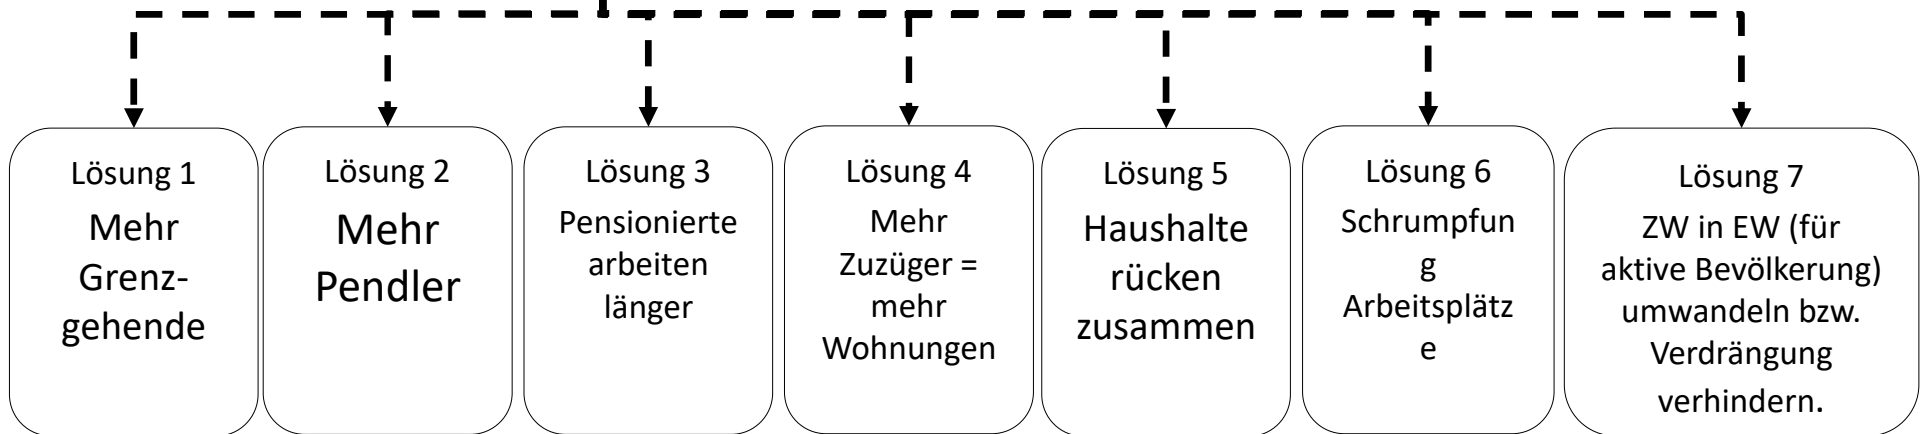 Lösung 1
Mehr
Grenz-
gehende
Lösung 2
Mehr
Pendler
Lösung 3
Pensionierte
arbeiten
länger
Lösung 4
Mehr
Zuzüger =
mehr
Wohnungen
Lösung 5
Haushalte
rücken
zusammen
Lösung 6
Schrumpfun
g
Arbeitsplätz
e
Lösung 7
ZW in EW (für
aktive Bevölkerung)
umwandeln bzw.
Verdrängung
verhindern.